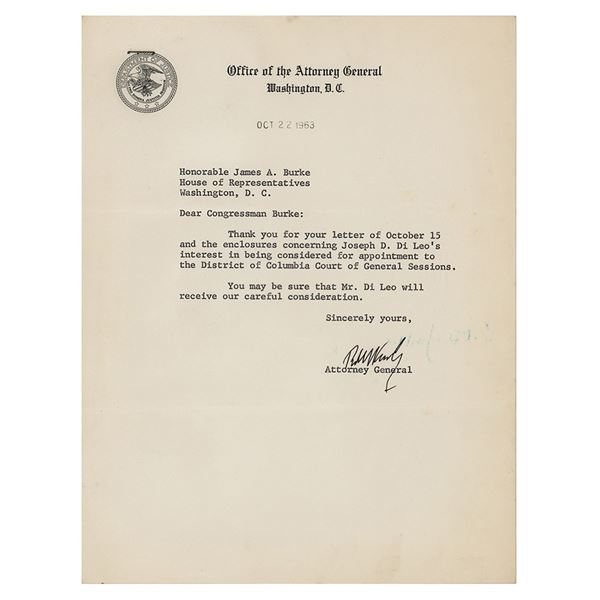 Office of the Attorney General
Washington, D. C.
OCT 22 1963
Honorable James A. Burke
House of Representatives
Washington, D. C.
Dear Congressman Burke:
Thank you for your letter of October 15
and the enclosures concerning Joseph D. Di Leo's
interest in being considered for appointment to
the District of Columbia Court of General Sessions.
You may be sure that Mr. Di Leo will
receive our careful consideration.
Sincerely yours,
Attorney General